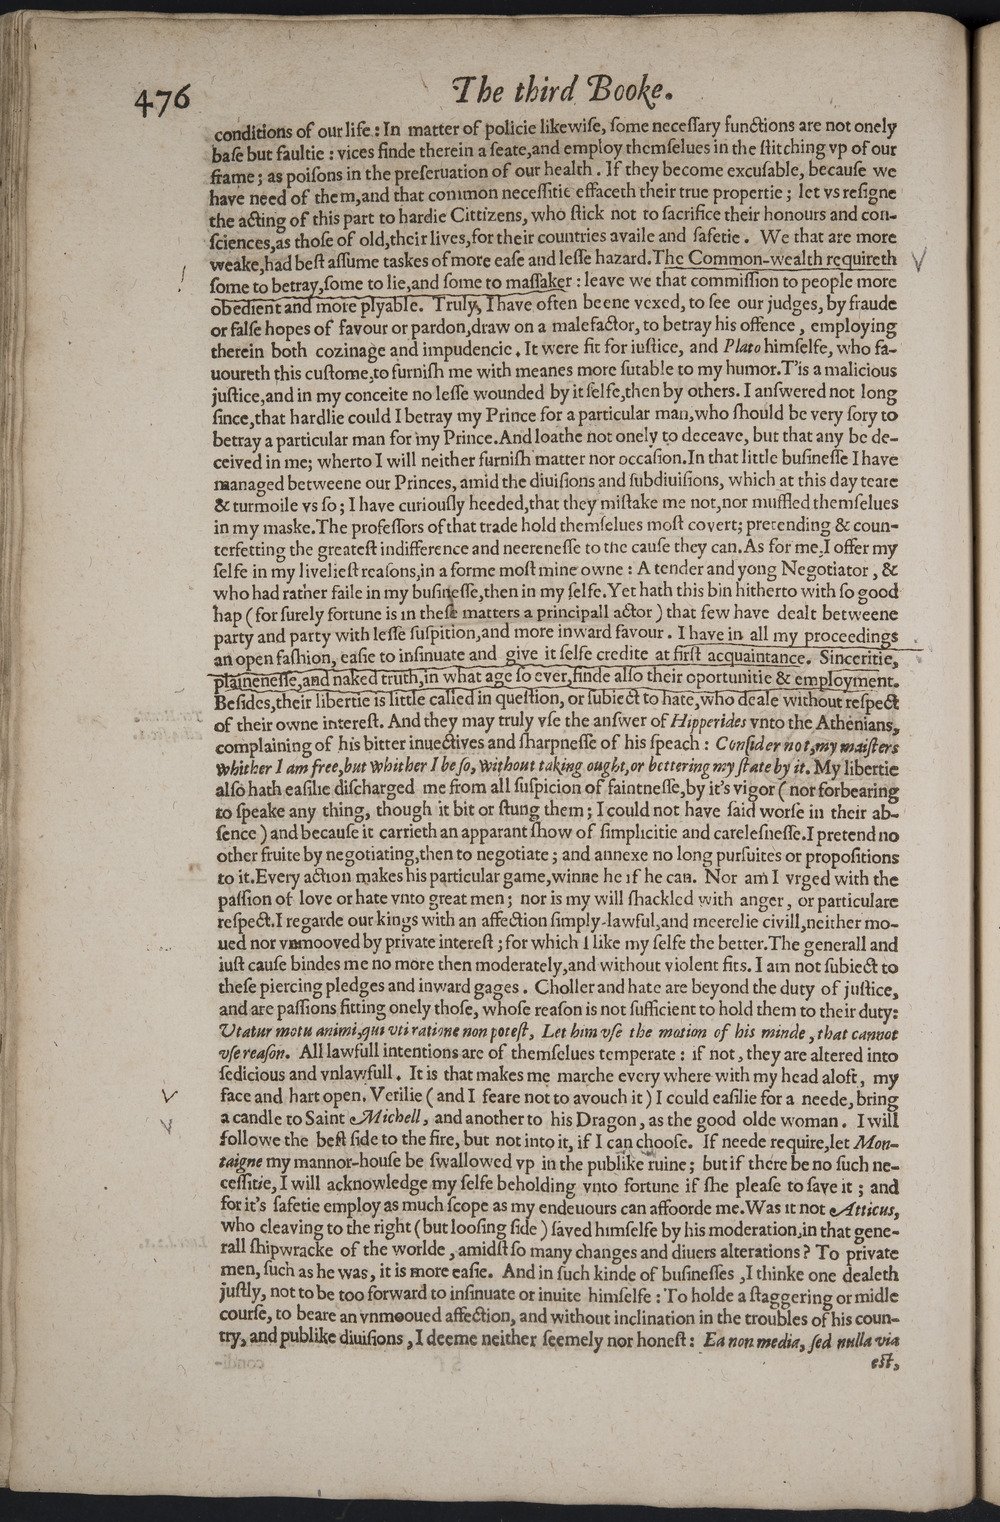 476
The third Booke.
conditions of our life : In matter of policie likewiſe, ſome neceſſary functions are not onely
baſe but faultie : vices finde therein a ſeate,and employ themſelues in the ſtitching vp of our
frame ; as poiſons in the preſeruation of our health . If they become excuſable, becauſe we
have need of them,and that common neceſſitie effaceth their true propertie ; let vs reſigne
the acting of this part to hardie Cittizens, who ſtick not to ſacrifice their honours and con-
ſciences,as thoſe of old,their lives,for their countries availe and ſafetie . We that are more
weake,had beſt aſſume taskes of more eaſe and leſſe hazard.The Common-wealth requireth
ſome to betray,ſome to lie,and ſome to maſſaker : leave we that commiſſion to people more
obedient and more plyable. Truly, I have often beene vexed, to ſee our judges, by fraude
or falſe hopes of favour or pardon,draw on a malefactor, to betray his offence , employing
therein both cozinage and impudencie . It were fit for iuſtice, and Plato himſelfe, who fa-
uoureth this cuſtome,to furniſh me with meanes more ſutable to my humor.T'is a malicious
juſtice,and in my conceite no leſſe wounded by it ſelfe,then by others. I anſwered not long
ſince,that hardlie could I betray my Prince for a particular man,who ſhould be very ſory to
betray a particular man for my Prince.And loathe not onely to deceave, but that any be de-
ceived in me; wherto I will neither furniſh matter nor occaſion.In that little buſineſſe I have
managed betweene our Princes, amid the diuiſions and ſubdiuiſions, which at this day teare
& turmoile vs ſo ; I have curiouſly heeded,that they miſtake me not,nor muffled themſelues
in my maske.The profeſſors of that trade hold themſelues moſt covert; pretending & coun-
terfetting the greateſt indifference and neereneſſe to the cauſe they can.As for me,I offer my
ſelfe in my livelieſt reaſons,in a forme moſt mine owne : A tender and yong Negotiator , &
who had rather faile in my buſineſſe,then in my ſelfe.Yet hath this bin hitherto with ſo good
hap ( for ſurely fortune is in theſe matters a principall actor ) that few have dealt betweene
party and party with leſſe ſuſpition,and more inward favour . I have in all my proceedings
an open faſhion, eaſie to inſinuate and give it ſelfe credite at firſt acquaintance. Sinceritie,
plaineneſſe,and naked truth,in what age ſo ever,finde alſo their oportunitie & employment.
Beſides,their libertie is little called in queſtion, or ſubiect to hate,who deale without reſpect
of their owne intereſt. And they may truly vſe the anſwer of Hipperides vnto the Athenians,
complaining of his bitter inuectives and ſharpneſſe of his ſpeach : Conſider not,my maiſters
whither I am free,but whither I be ſo, without taking ought,or bettering my ſtate by it. My libertie
alſo hath eaſilie diſcharged me from all ſuſpicion of faintneſſe,by it's vigor ( nor forbearing
to ſpeake any thing, though it bit or ſtung them ; I could not have ſaid worſe in their ab-
ſence ) and becauſe it carrieth an apparant ſhow of ſimplicitie and careleſneſſe.I pretend no
other fruite by negotiating,then to negotiate ; and annexe no long purſuites or propoſitions
to it.Every action makes his particular game,winne he if he can. Nor am I vrged with the
paſſion of love or hate vnto great men ; nor is my will ſhackled with anger , or particulare
reſpect.I regarde our kings with an affection ſimply-lawful,and meerelie civill,neither mo-
ued nor vnmooved by private intereſt ; for which I like my ſelfe the better.The generall and
iuſt cauſe bindes me no more then moderately,and without violent fits. I am not ſubiect to
theſe piercing pledges and inward gages . Choller and hate are beyond the duty of juſtice,
and are paſſions fitting onely thoſe, whoſe reaſon is not ſufficient to hold them to their duty:
Vtatur motu animi,qui vti ratione non poteſt, Let him vſe the motion of his minde , that cannot
vſe reaſon. All lawfull intentions are of themſelues temperate : if not , they are altered into
ſedicious and vnlawfull . It is that makes me marche every where with my head aloft, my
face and hart open. Verilie ( and I feare not to avouch it ) I could eaſilie for a neede, bring
a candle to Saint Michell, and another to his Dragon, as the good olde woman . I will
followe the beſt ſide to the fire, but not into it, if I can chooſe. If neede require,let Mon-
taigne my mannor-houſe be ſwallowed vp in the publike ruine ; but if there be no ſuch ne-
ceſſitie, I will acknowledge my ſelfe beholding vnto fortune if ſhe pleaſe to ſave it ; and
for it's ſafetie employ as much ſcope as my endeuours can affoorde me.Was it not Atticus,
who cleaving to the right ( but looſing ſide ) ſaved himſelfe by his moderation,in that gene-
rall ſhipwracke of the worlde , amidſt ſo many changes and diuers alterations ? To private
men, ſuch as he was, it is more eaſie. And in ſuch kinde of buſineſſes ,I thinke one dealeth
juſtly, not to be too forward to inſinuate or inuite himſelfe : To holde a ſtaggering or midle
courſe, to beare an vnmooued affection, and without inclination in the troubles of his coun-
try, and publike diuiſions , I deeme neither ſeemely nor honeſt : Ea non media, ſed nulla via
eſt,